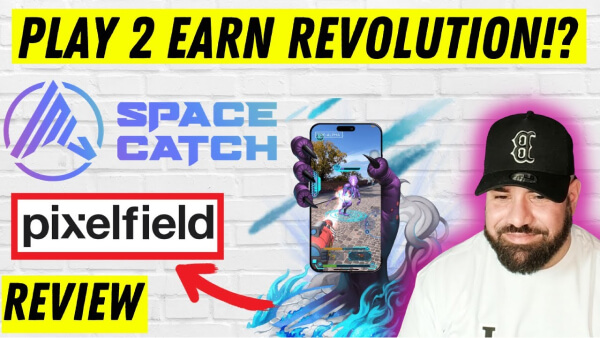 PLAY 2 EARN REVOLUTION!?
SPACE
CATCH
pixelfield
REVIEW